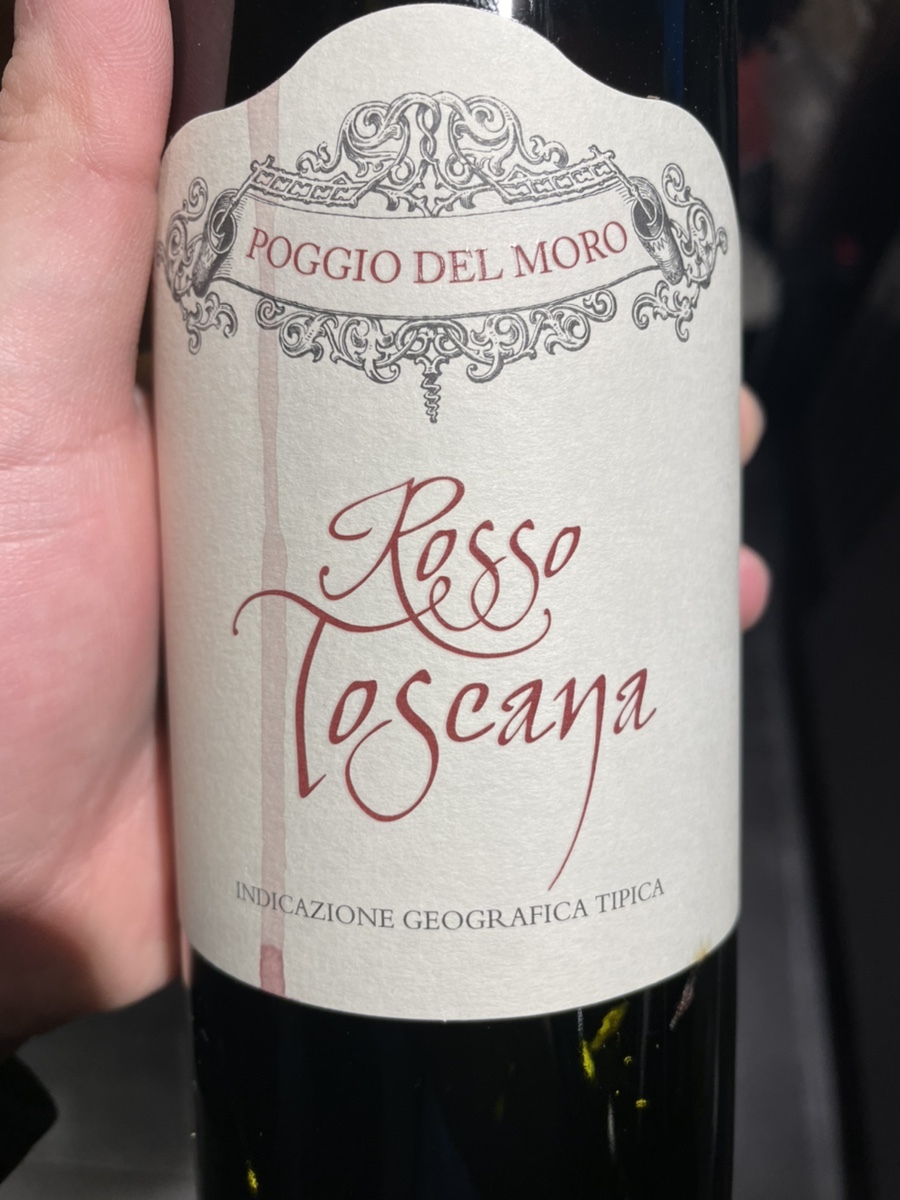 POGGIO DEL MORO
Rosso
Toscana
INDICAZIONE GEOGRAFICA TIPICA